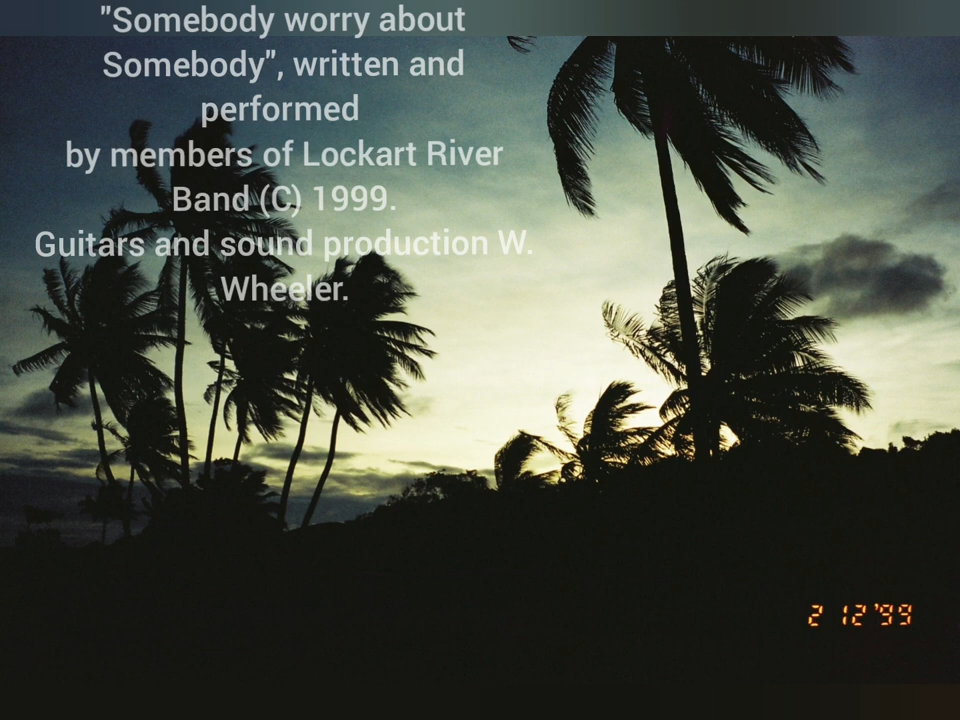 "Somebody worry about
Somebody", written and
performed
by members of Lockart River
Band (C) 1999.
Guitars and sound production W.
Wheeler.
2 12 '99